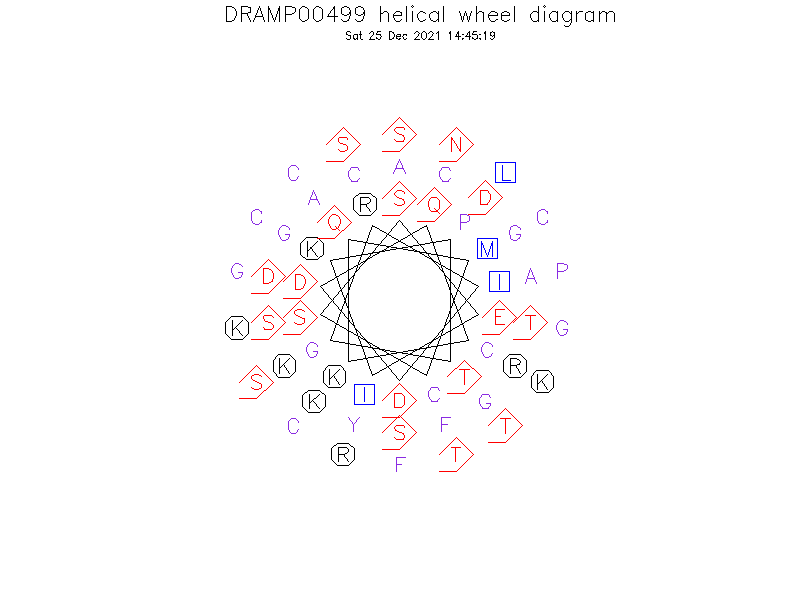 DRAMP00499 helical wheel diagram
Sat 25 Dec 2021 14:45:19
S S N
C C A C L
A R S Q D
C Q P C
G G
K M
G D D I A P
K S S E T G
G C
S K K T R K
K I D C G
C Y S F T
R F T